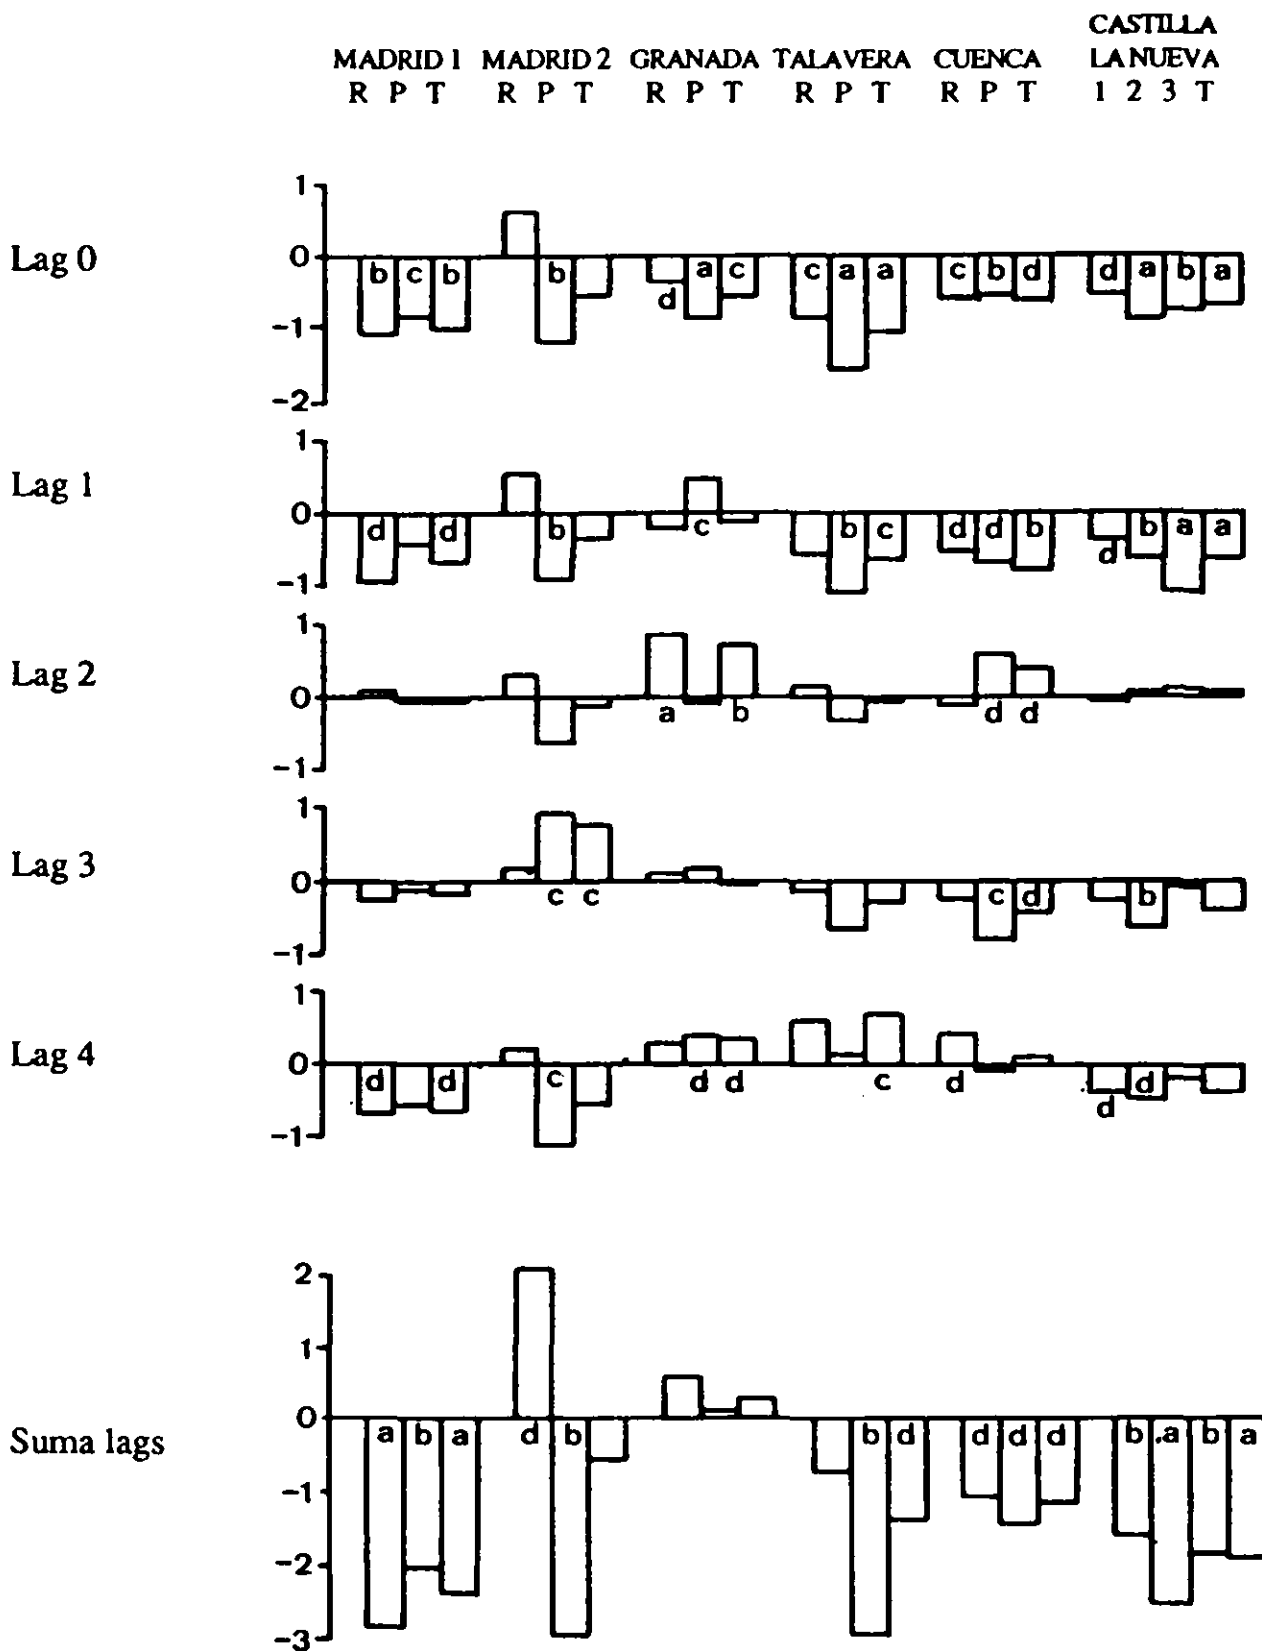 CASTILLA
MADRID 1 MADRID 2 GRANADA TALAVERA CUENCA LA NUEVA
R P T R P T R P T R P T R P T 1 2 3 T
1
Lag 0 0 b c b b a c c a a c b d d a b a
d
-1
-2
1
Lag 1 0 d d b c b c d d b b a a
d
-1
1
Lag 2 0
a b d d
-1
1
Lag 3 0
c c c d b
-1
1
Lag 4 0
d d c d d c d d
d
-1
2
1
0
Suma lags a b a d b b d d d d b a b a
-1
-2
-3